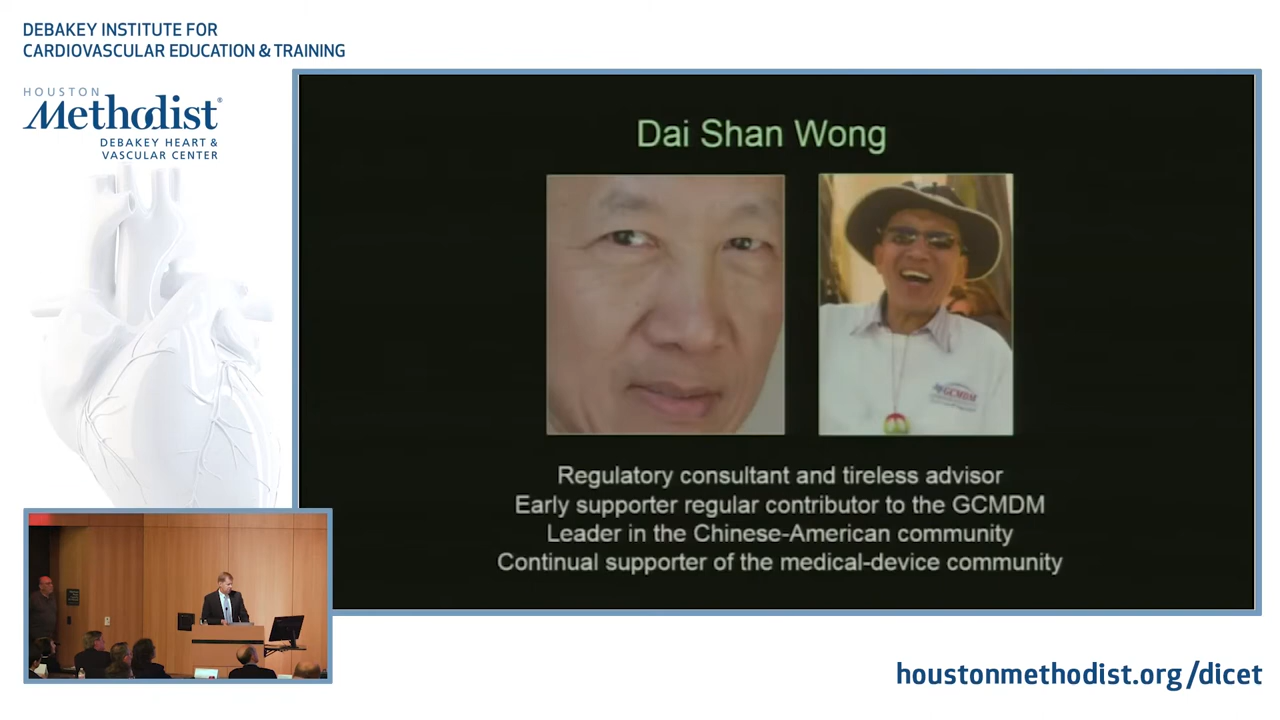 DEBAKEY INSTITUTE FOR
CARDIOVASCULAR EDUCATION & TRAINING
HOUSTON
Methodist®
DEBAKEY HEART &
VASCULAR CENTER
Dai Shan Wong
GCMDM
Regulatory consultant and tireless advisor
Early supporter regular contributor to the GCMDM
Leader in the Chinese-American community
Continual supporter of the medical-device community
houstonmethodist.org/dicet